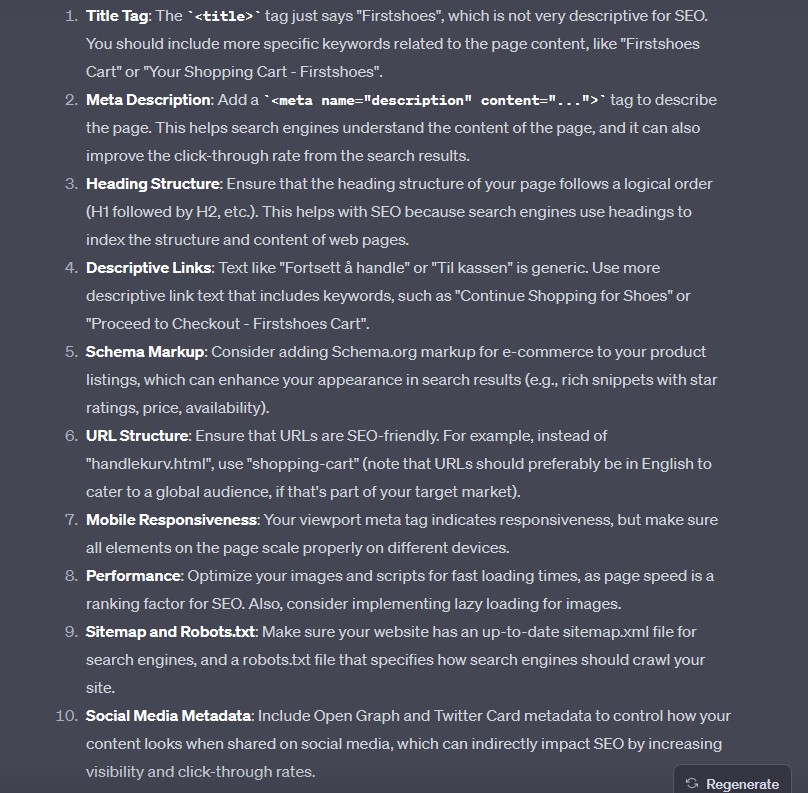 1. Title Tag: The `<title>` tag just says "Firstshoes", which is not very descriptive for SEO.
You should include more specific keywords related to the page content, like "Firstshoes
Cart" or "Your Shopping Cart - Firstshoes".
2. Meta Description: Add a `<meta name="description" content="...">` tag to describe
the page. This helps search engines understand the content of the page, and it can also
improve the click-through rate from the search results.
3. Heading Structure: Ensure that the heading structure of your page follows a logical order
(H1 followed by H2, etc.). This helps with SEO because search engines use headings to
index the structure and content of web pages.
4. Descriptive Links: Text like "Fortsett å handle" or "Til kassen" is generic. Use more
descriptive link text that includes keywords, such as "Continue Shopping for Shoes" or
"Proceed to Checkout - Firstshoes Cart".
5. Schema Markup: Consider adding Schema.org markup for e-commerce to your product
listings, which can enhance your appearance in search results (e.g., rich snippets with star
ratings, price, availability).
6. URL Structure: Ensure that URLs are SEO-friendly. For example, instead of
"handlekurv.html", use "shopping-cart" (note that URLs should preferably be in English to
cater to a global audience, if that's part of your target market).
7. Mobile Responsiveness: Your viewport meta tag indicates responsiveness, but make sure
all elements on the page scale properly on different devices.
8. Performance: Optimize your images and scripts for fast loading times, as page speed is a
ranking factor for SEO. Also, consider implementing lazy loading for images.
9. Sitemap and Robots.txt: Make sure your website has an up-to-date sitemap.xml file for
search engines, and a robots.txt file that specifies how search engines should crawl your
site.
10. Social Media Metadata: Include Open Graph and Twitter Card metadata to control how your
content looks when shared on social media, which can indirectly impact SEO by increasing
visibility and click-through rates.
Regenerate